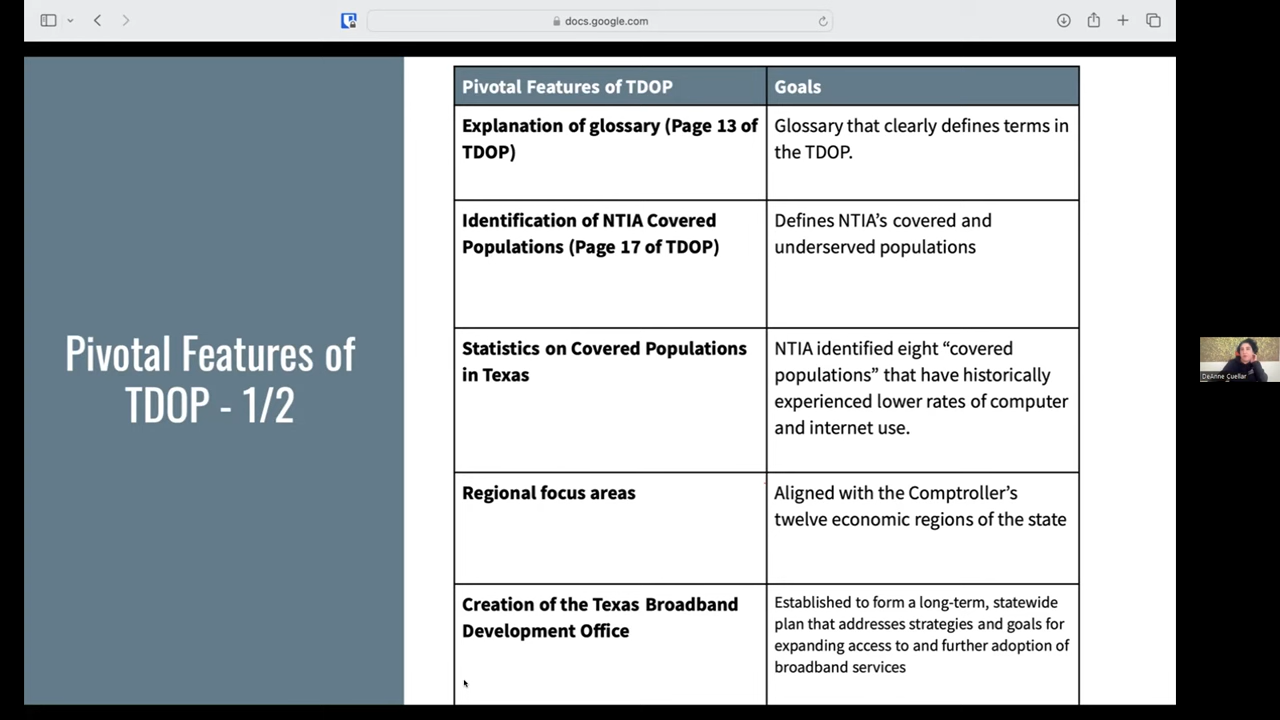 docs.google.com
Pivotal Features of
TDOP - 1/2
Pivotal Features of TDOP
Goals
Explanation of glossary (Page 13 of
TDOP)
Glossary that clearly defines terms in
the TDOP.
Identification of NTIA Covered
Populations (Page 17 of TDOP)
Defines NTIA’s covered and
underserved populations
Statistics on Covered Populations
in Texas
NTIA identified eight “covered
populations” that have historically
experienced lower rates of computer
and internet use.
Regional focus areas
Aligned with the Comptroller’s
twelve economic regions of the state
Creation of the Texas Broadband
Development Office
Established to form a long-term, statewide
plan that addresses strategies and goals for
expanding access to and further adoption of
broadband services
DeAnne Cuellar